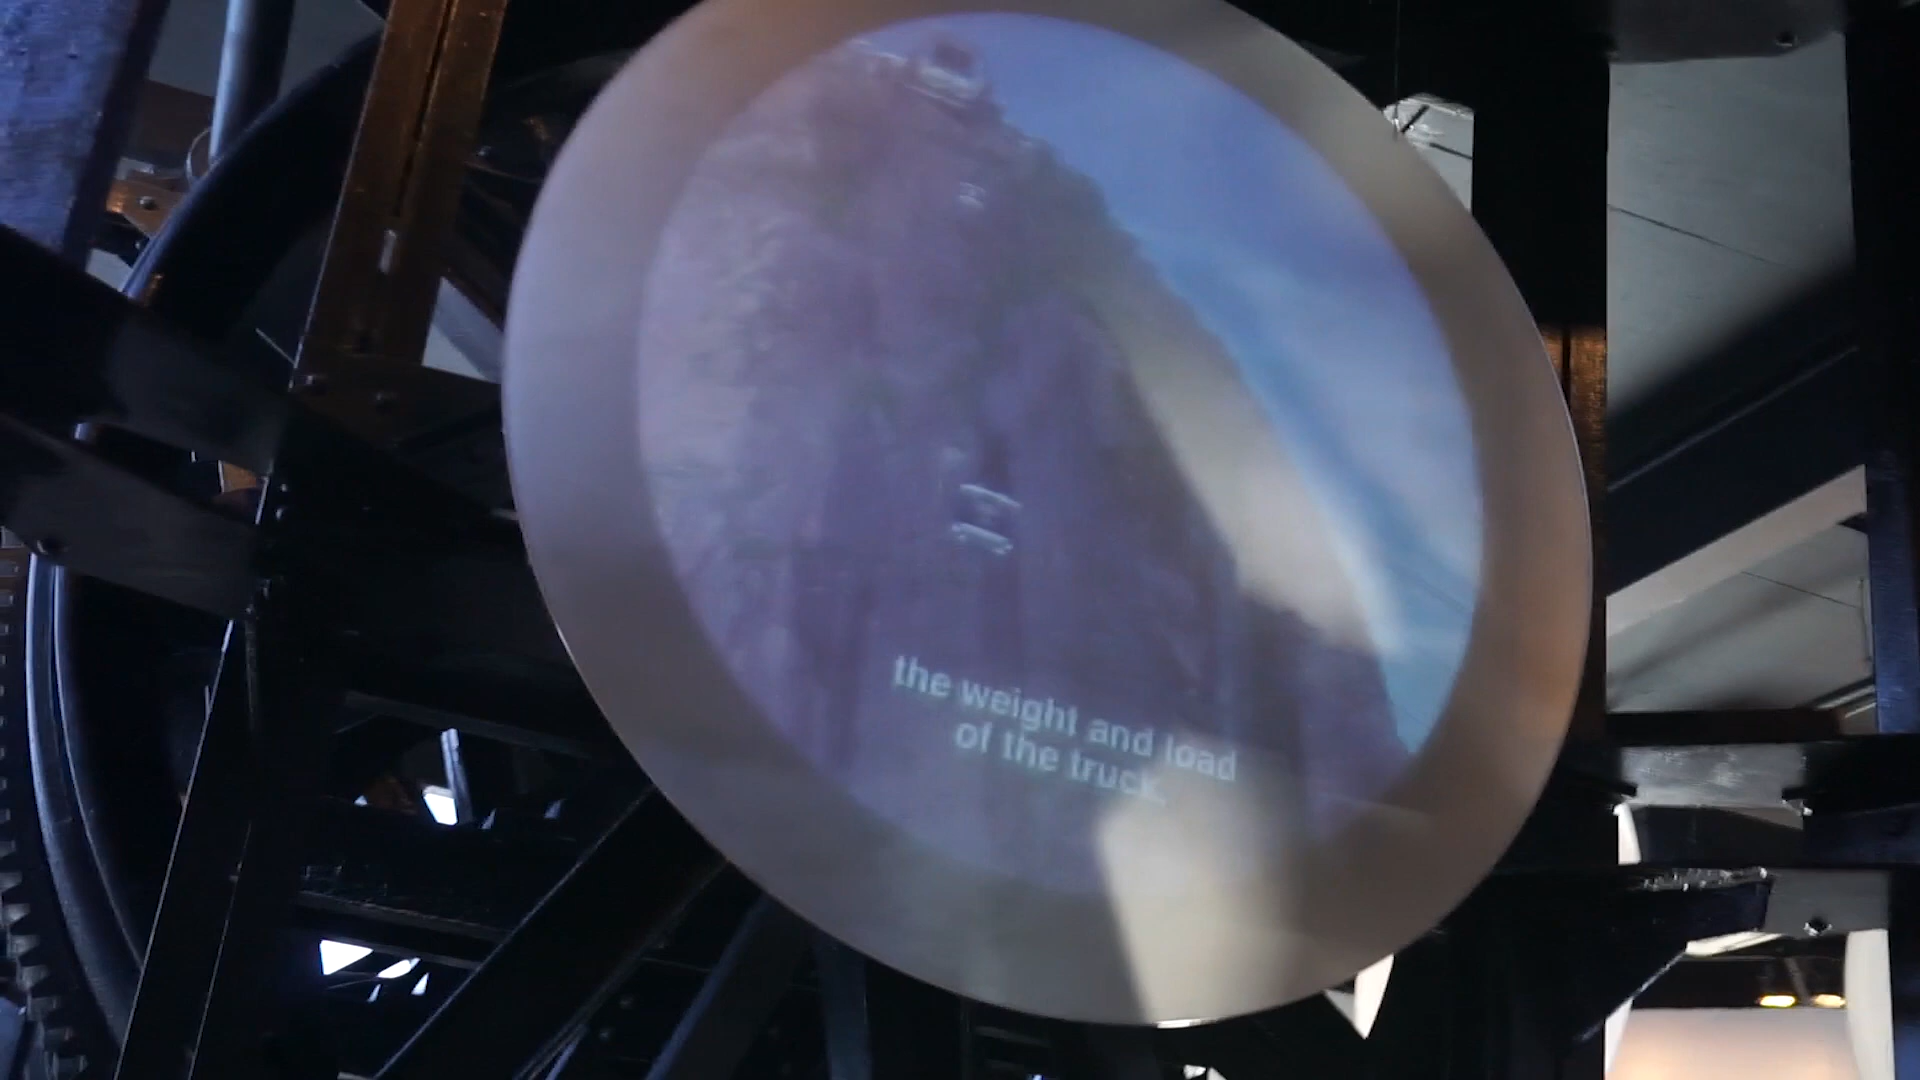 the weight and load
of the truck.